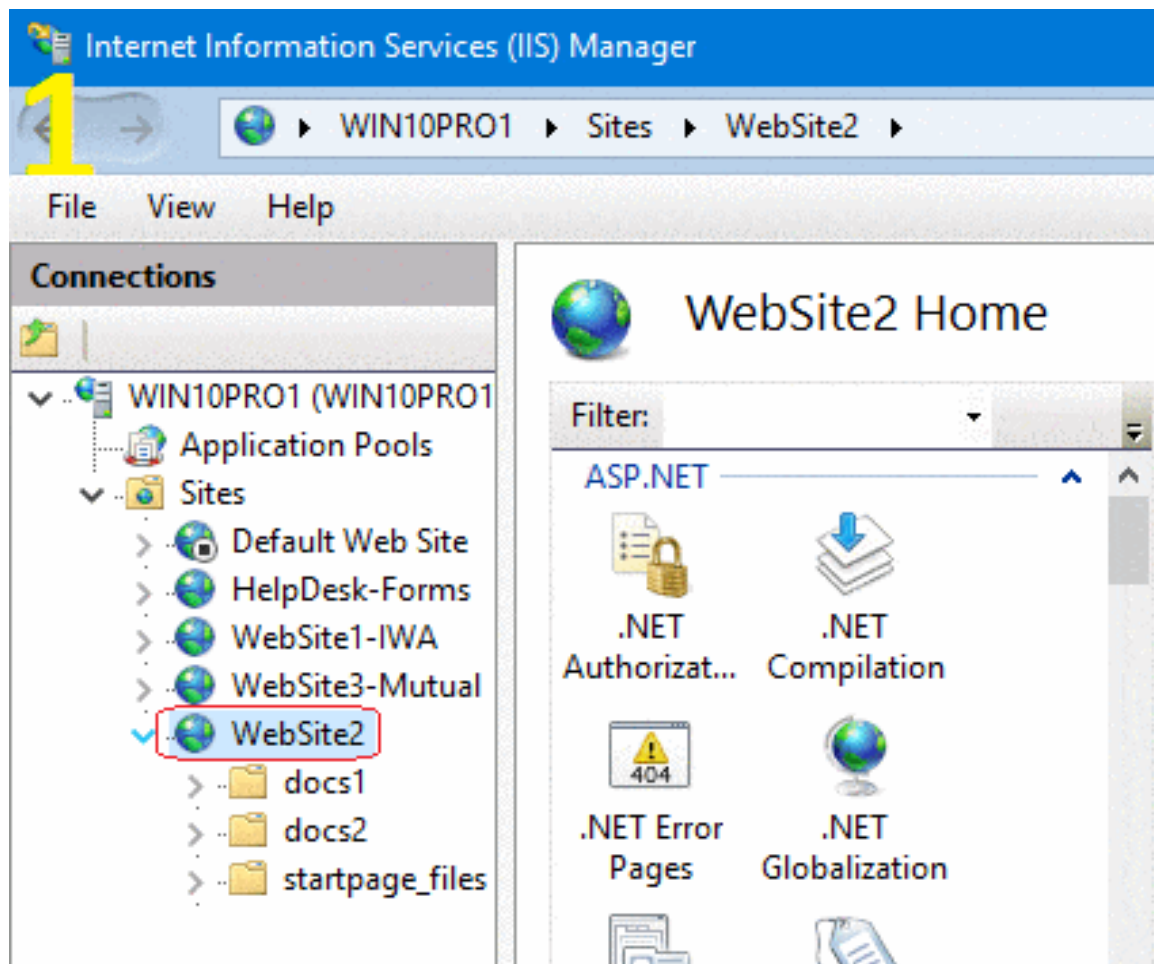 Internet Information Services (IIS) Manager
1
WIN10PRO1 Sites WebSite2
File View Help
Connections
WIN10PRO1 (WIN10PRO1
Application Pools
Sites
Default Web Site
HelpDesk-Forms
WebSite1-IWA
WebSite3-Mutual
WebSite2
docs1
docs2
startpage_files
WebSite2 Home
Filter:
ASP.NET
.NET
Authorizat...
.NET
Compilation
404
.NET Error
Pages
.NET
Globalization